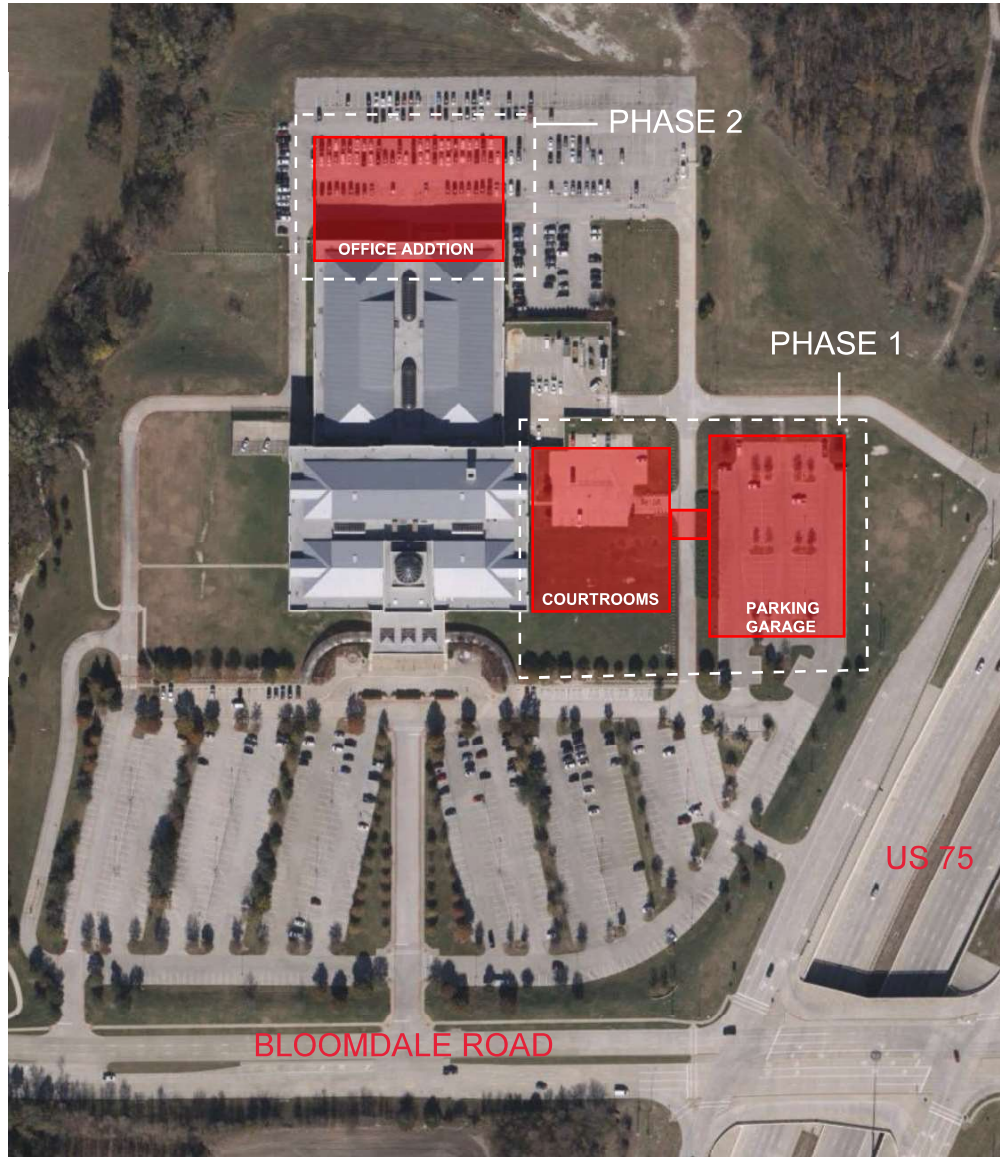 PHASE 2
OFFICE ADDTION
PHASE 1
COURTROOMS
PARKING
GARAGE
US 75
BLOOMDALE ROAD